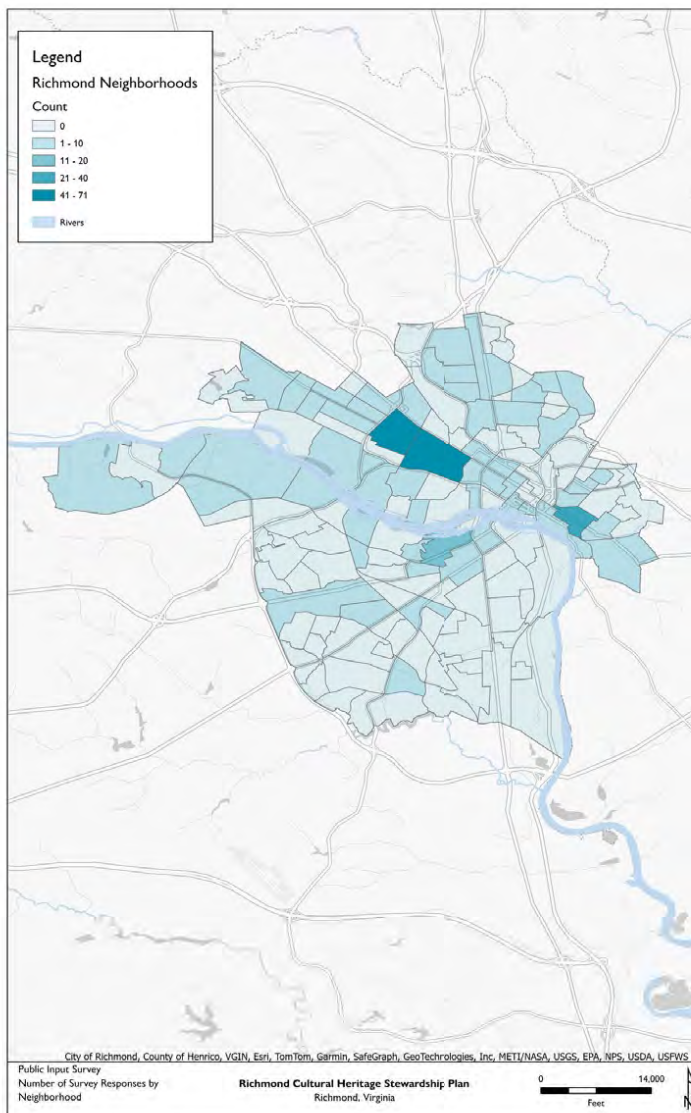 Legend
Richmond Neighborhoods
Count
0
1 - 10
11 - 20
21 - 40
41 - 71
Rivers
City of Richmond, County of Henrico, VGIN, Esri, TomTom, Garmin, SafeGraph, GeoTechnologies, Inc, METI/NASA, USGS, EPA, NPS, USDA, USFWS
Public Input Survey
Number of Survey Responses by
Neighborhood
Richmond Cultural Heritage Stewardship Plan
Richmond, Virginia
0
14,000
Feet
N